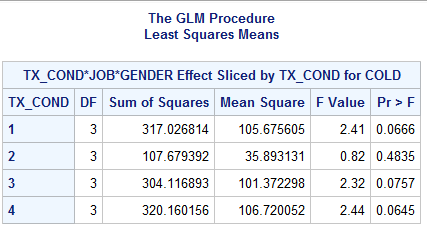 The GLM Procedure
Least Squares Means
TX_COND*JOB*GENDER Effect Sliced by TX_COND for COLD
TX_COND DF Sum of Squares Mean Square F Value Pr > F
1 3 317.026814 105.675605 2.41 0.0666
2 3 107.679392 35.893131 0.82 0.4835
3 3 304.116893 101.372298 2.32 0.0757
4 3 320.160156 106.720052 2.44 0.0645